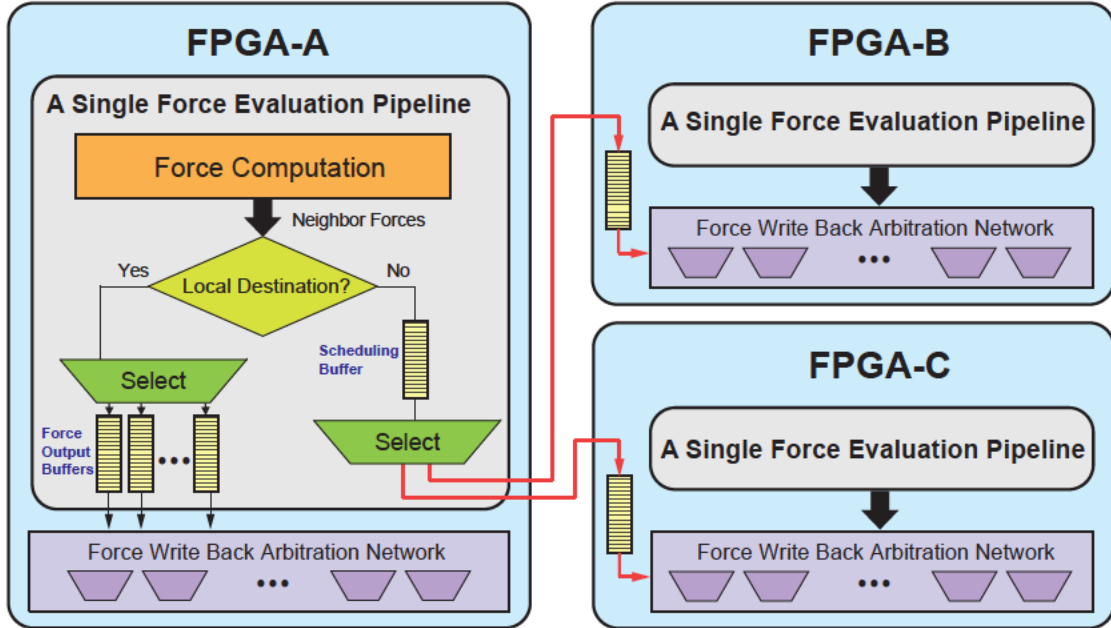 FPGA-A
A Single Force Evaluation Pipeline
Force Computation
Neighbor Forces
Yes
Local Destination?
No
Scheduling
Buffer
Select
Force
Output
Buffers
•••
Select
Force Write Back Arbitration Network
•••
FPGA-B
A Single Force Evaluation Pipeline
Force Write Back Arbitration Network
•••
FPGA-C
A Single Force Evaluation Pipeline
Force Write Back Arbitration Network
•••